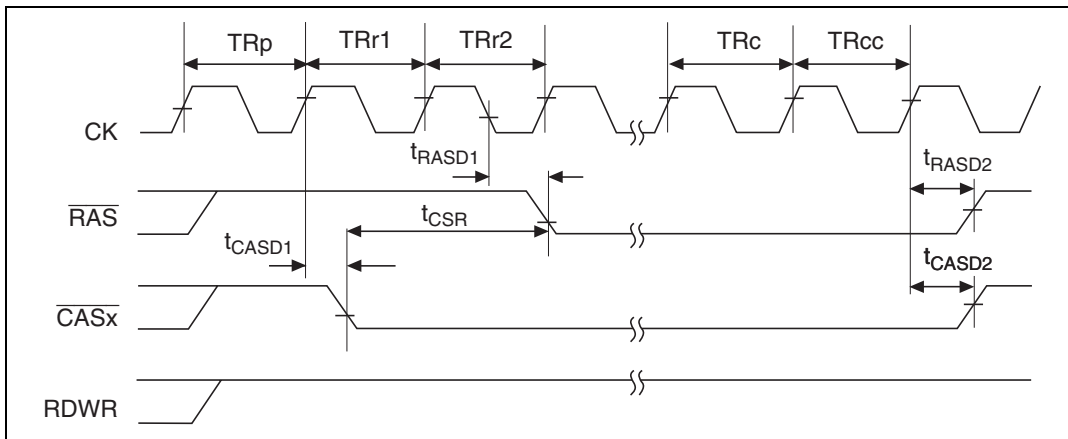 TRp TRr1 TRr2 TRc TRcc
CK
tRASD1 tRASD2
RAS
tCSR
tCASD1 tCASD2
CASx
RDWR